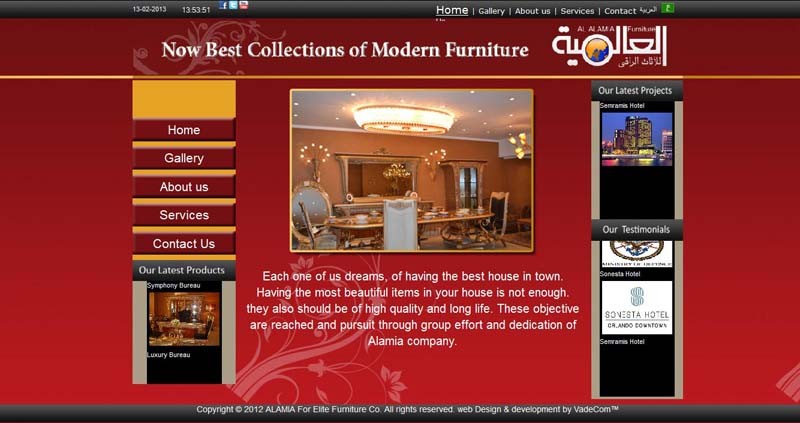 13-02-2013 13:53:51
Home | Gallery | About us | Services | Contact العربية
Us
Now Best Collections of Modern Furniture
AL ALAMIA Furniture
العالمية
للأثاث الراقى
Home
Gallery
About us
Services
Contact Us
Our Latest Products
Symphony Bureau
Luxury Bureau
Each one of us dreams, of having the best house in town.
Having the most beautiful items in your house is not enough.
they also should be of high quality and long life. These objective
are reached and pursuit through group effort and dedication of
Alamia company.
Our Latest Projects
Semramis Hotel
Our Testimonials
MINISTRY OF DEFENCE
Sonesta Hotel
SONESTA HOTEL
ORLANDO DOWNTOWN
Semramis Hotel
Copyright © 2012 ALAMIA For Elite Furniture Co. All rights reserved. web Design & development by VadeCom™